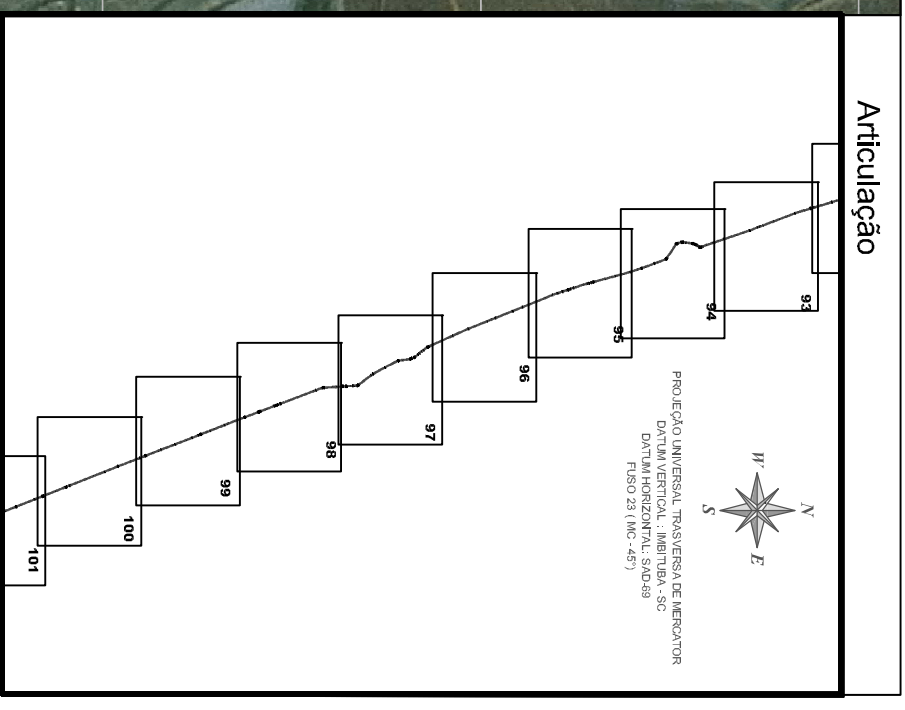 Articulação
93
94
95
96
97
98
99
100
101
N
W
E
S
PROJEÇÃO UNIVERSAL TRASVERSA DE MERCATOR
DATUM VERTICAL : IMBITUBA - SC
DATUM HORIZONTAL: SAD-69
FUSO 23 ( MC - 45°)